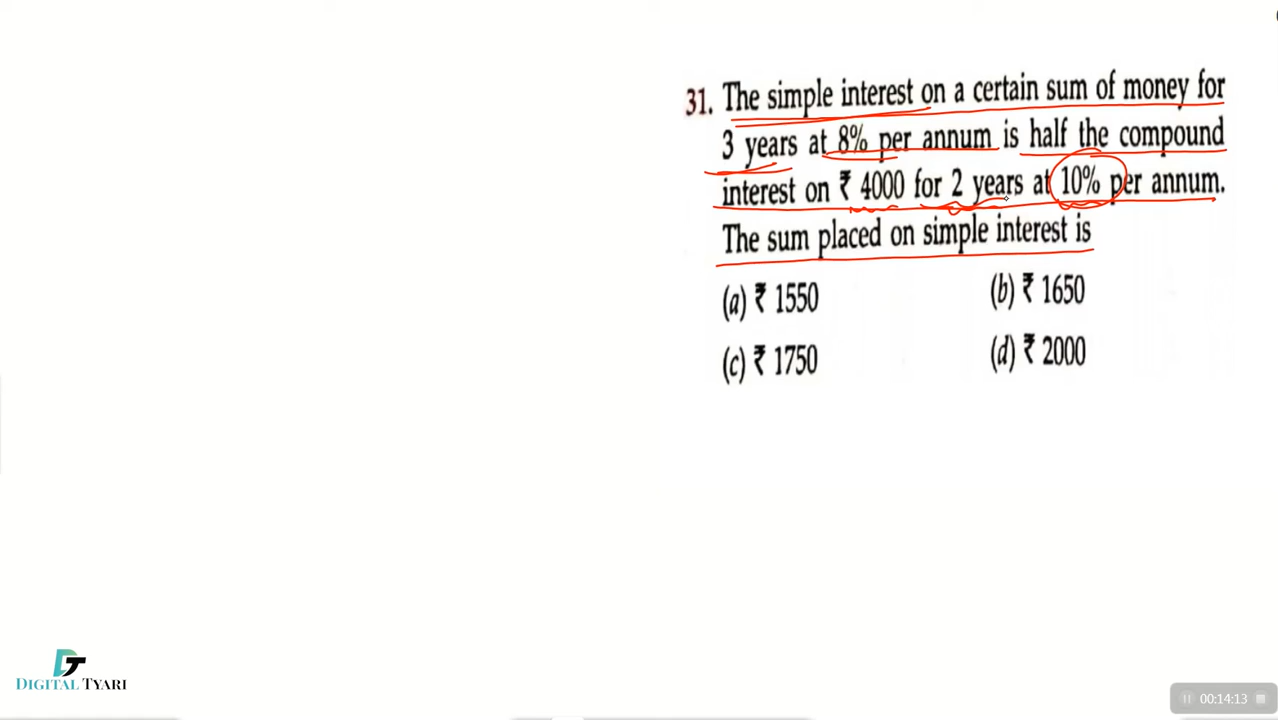 31. The simple interest on a certain sum of money for
3 years at 8% per annum is half the compound
interest on ₹ 4000 for 2 years at 10% per annum.
The sum placed on simple interest is
(a) ₹ 1550 (b) ₹ 1650
(c) ₹ 1750 (d) ₹ 2000
DT
DIGITAL TYARI
00:14:13